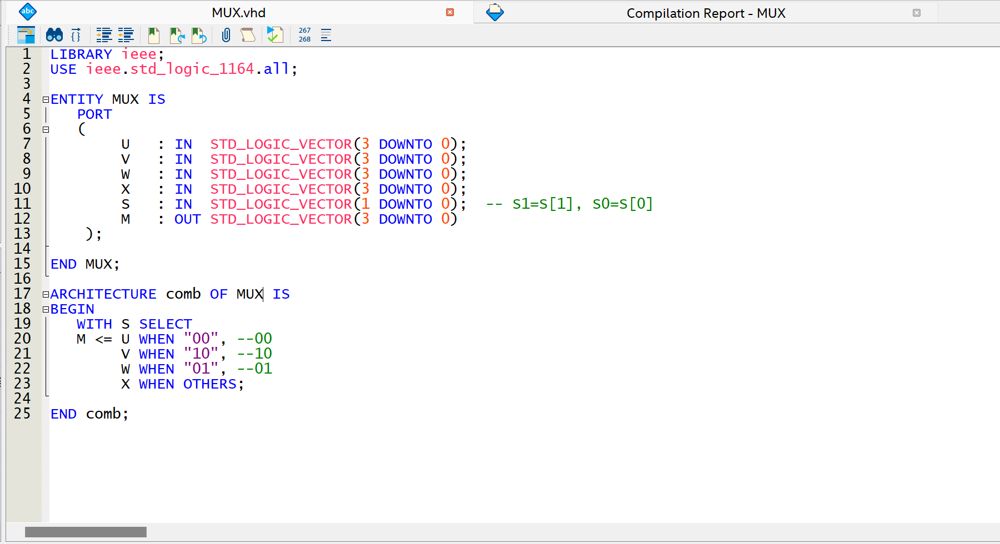 abc MUX.vhd Compilation Report - MUX
267
268
1 LIBRARY ieee;
2 USE ieee.std_logic_1164.all;
3
4 ENTITY MUX IS
5 PORT
6 (
7 U : IN STD_LOGIC_VECTOR(3 DOWNTO 0);
8 V : IN STD_LOGIC_VECTOR(3 DOWNTO 0);
9 W : IN STD_LOGIC_VECTOR(3 DOWNTO 0);
10 X : IN STD_LOGIC_VECTOR(3 DOWNTO 0);
11 S : IN STD_LOGIC_VECTOR(1 DOWNTO 0); -- S1=S[1], S0=S[0]
12 M : OUT STD_LOGIC_VECTOR(3 DOWNTO 0)
13 );
14
15 END MUX;
16
17 ARCHITECTURE comb OF MUX IS
18 BEGIN
19 WITH S SELECT
20 M <= U WHEN "00", --00
21 V WHEN "10", --10
22 W WHEN "01", --01
23 X WHEN OTHERS;
24
25 END comb;